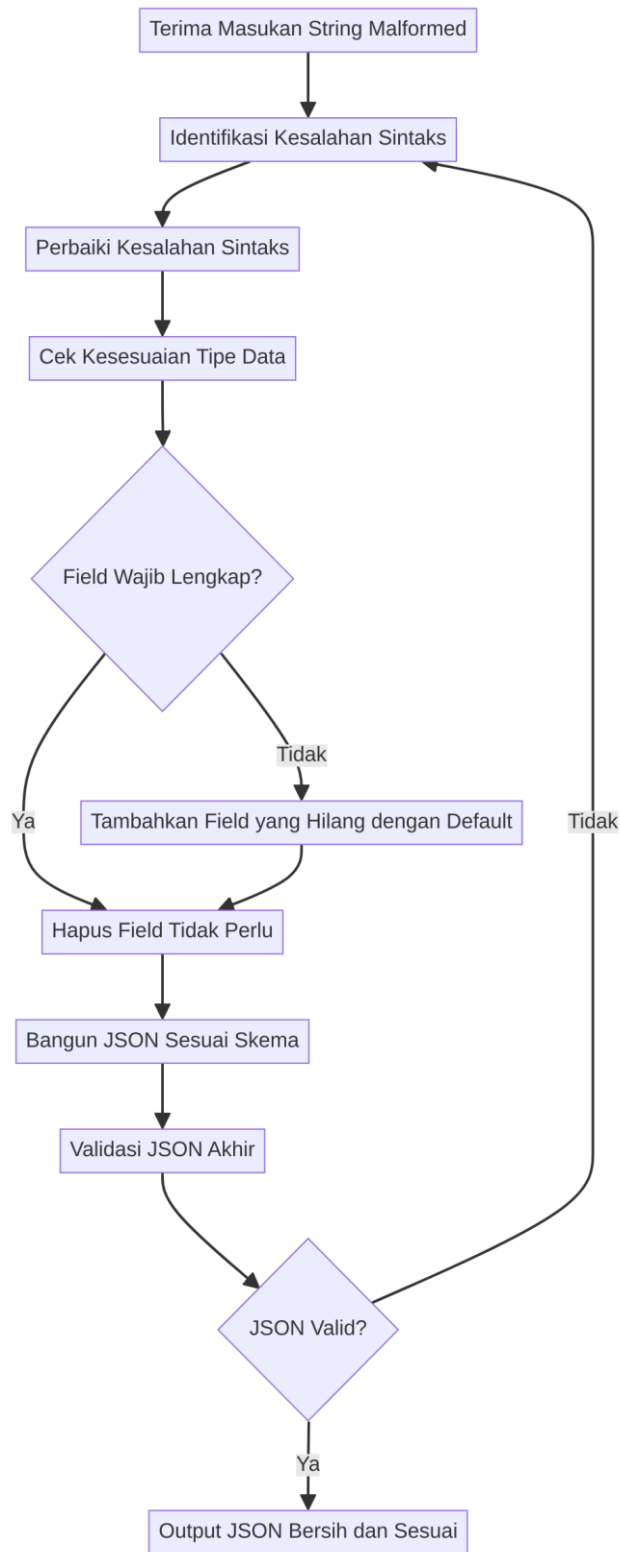 Terima Masukan String Malformed
Identifikasi Kesalahan Sintaks
Perbaiki Kesalahan Sintaks
Cek Kesesuaian Tipe Data
Field Wajib Lengkap?
Tidak
Ya
Tambahkan Field yang Hilang dengan Default
Tidak
Hapus Field Tidak Perlu
Bangun JSON Sesuai Skema
Validasi JSON Akhir
JSON Valid?
Ya
Output JSON Bersih dan Sesuai